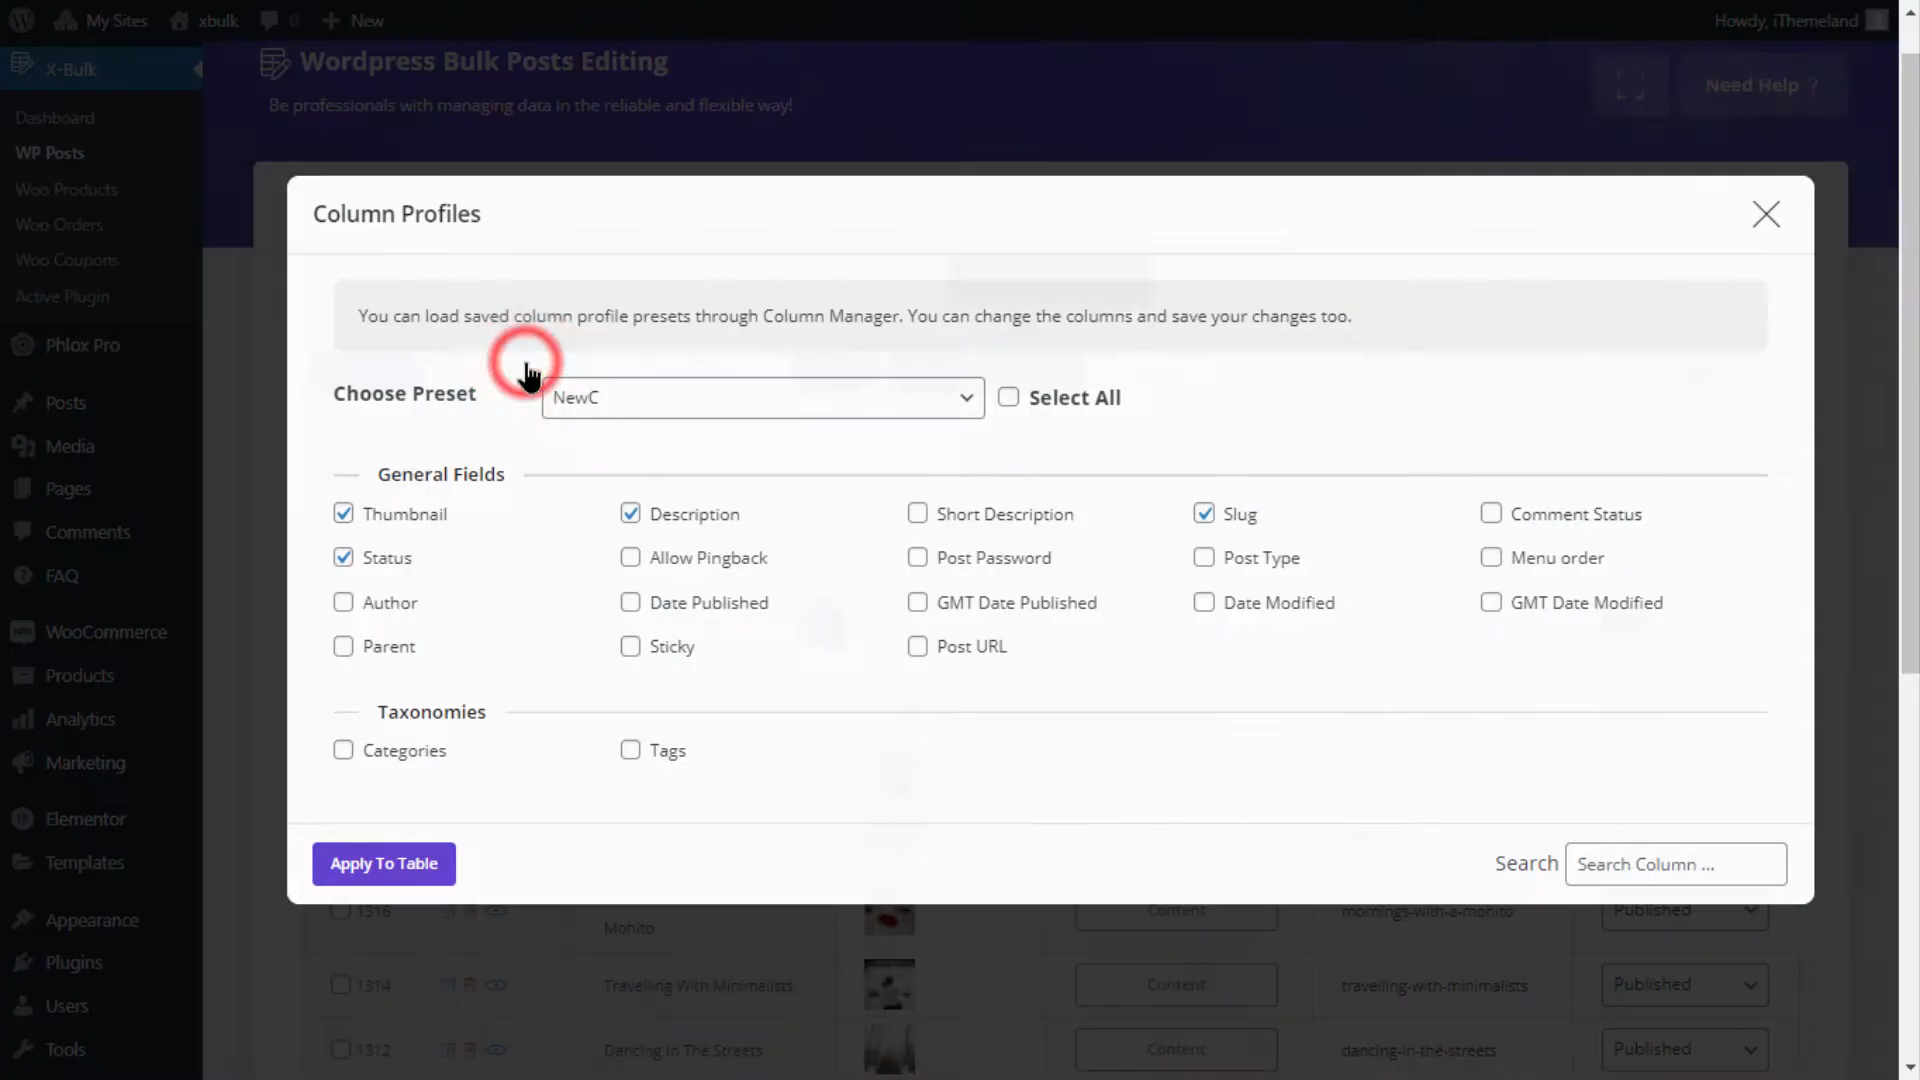 My Sites
xbulk
0
New
Howdy, iThemeland
X-Bulk
Dashboard
WP Posts
Woo Products
Woo Orders
Woo Coupons
Active Plugin
Phlox Pro
Posts
Media
Pages
Comments
FAQ
WooCommerce
Products
Analytics
Marketing
Elementor
Templates
Appearance
Plugins
Users
Tools
Wordpress Bulk Posts Editing
Be professionals with managing data in the reliable and flexible way!
Need Help ?
Column Profiles
You can load saved column profile presets through Column Manager. You can change the columns and save your changes too.
Choose Preset
NewC
Select All
General Fields
Thumbnail
Description
Short Description
Slug
Comment Status
Status
Allow Pingback
Post Password
Post Type
Menu order
Author
Date Published
GMT Date Published
Date Modified
GMT Date Modified
Parent
Sticky
Post URL
Taxonomies
Categories
Tags
Apply To Table
Search
Search Column ...
1316
Mohito
Content
mornings-with-a-mohito
Published
1314
Travelling With Minimalists
Content
travelling-with-minimalists
Published
1312
Dancing In The Streets
Content
dancing-in-the-streets
Published